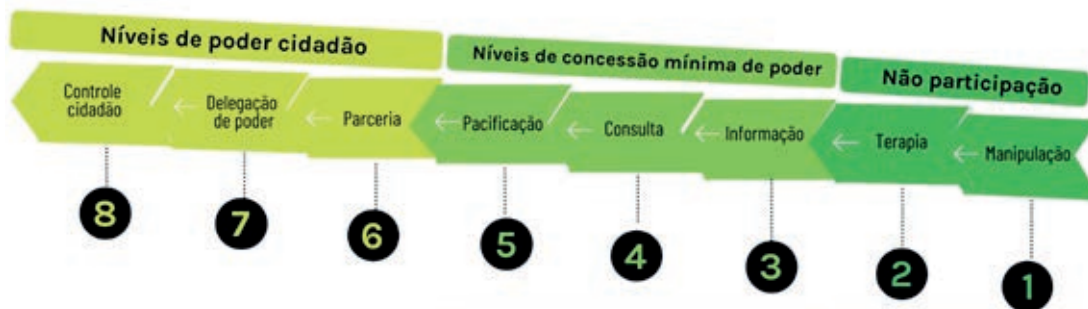 Níveis de poder cidadão
Níveis de concessão mínima de poder
Não participação
Controle
cidadão
Delegação
de poder
Parceria
Pacificação
Consulta
Informação
Terapia
Manipulação
8
7
6
5
4
3
2
1